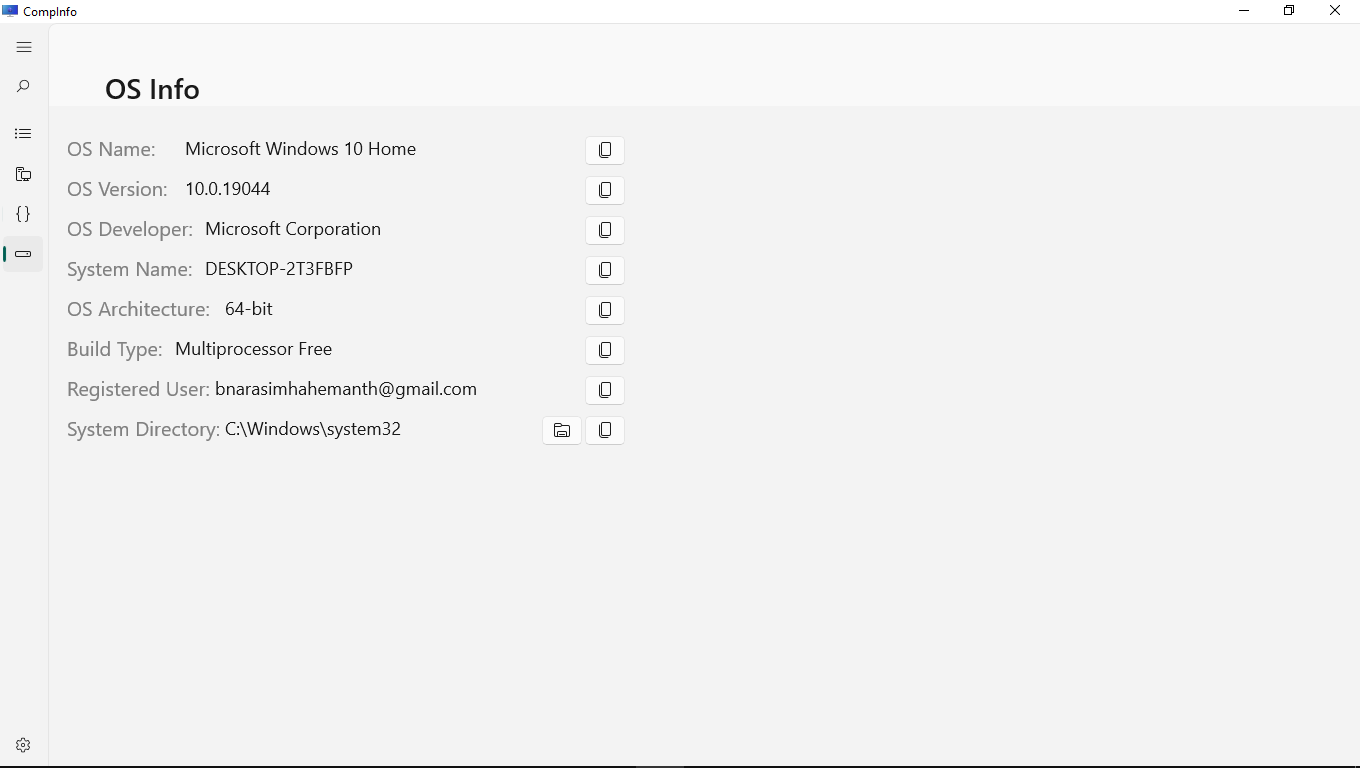 CompInfo
OS Info
OS Name: Microsoft Windows 10 Home
OS Version: 10.0.19044
OS Developer: Microsoft Corporation
System Name: DESKTOP-2T3FBFP
OS Architecture: 64-bit
Build Type: Multiprocessor Free
Registered User: bnarasimhahemanth@gmail.com
System Directory: C:\Windows\system32